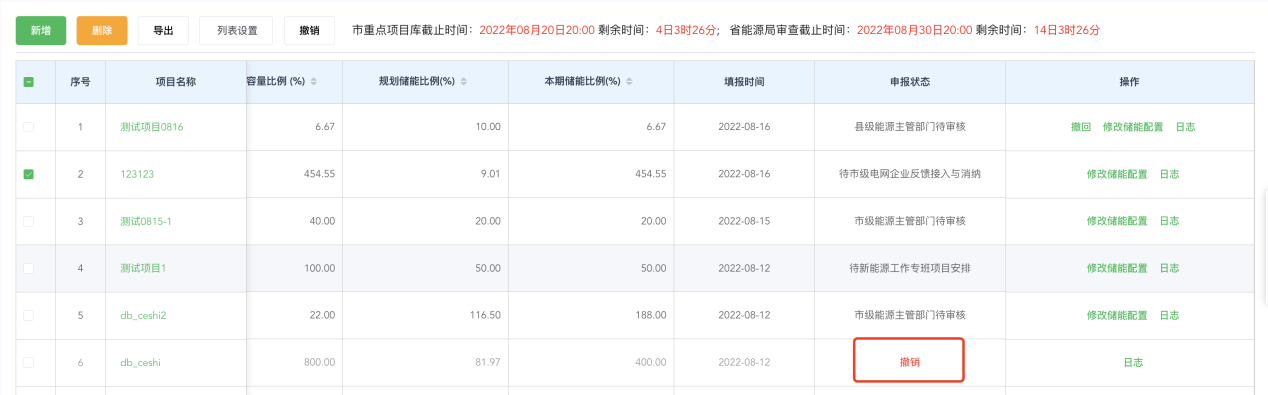 新增 删除 导出 列表设置 撤销 市重点项目库截止时间：2022年08月20日20:00 剩余时间：4日3时26分; 省能源局审查截止时间：2022年08月30日20:00 剩余时间：14日3时26分
序号 项目名称 容量比例 (%) 规划储能比例(%) 本期储能比例(%) 填报时间 申报状态 操作
1 测试项目0816 6.67 10.00 6.67 2022-08-16 县级能源主管部门待审核 撤回 修改储能配置 日志
2 123123 454.55 9.01 454.55 2022-08-16 待市级电网企业反馈接入与消纳 修改储能配置 日志
3 测试0815-1 40.00 20.00 20.00 2022-08-15 市级能源主管部门待审核 修改储能配置 日志
4 测试项目1 100.00 50.00 50.00 2022-08-12 待新能源工作专班项目安排 修改储能配置 日志
5 db_ceshi2 22.00 116.50 188.00 2022-08-12 市级能源主管部门待审核 修改储能配置 日志
6 db_ceshi 800.00 81.97 400.00 2022-08-12 撤销 日志